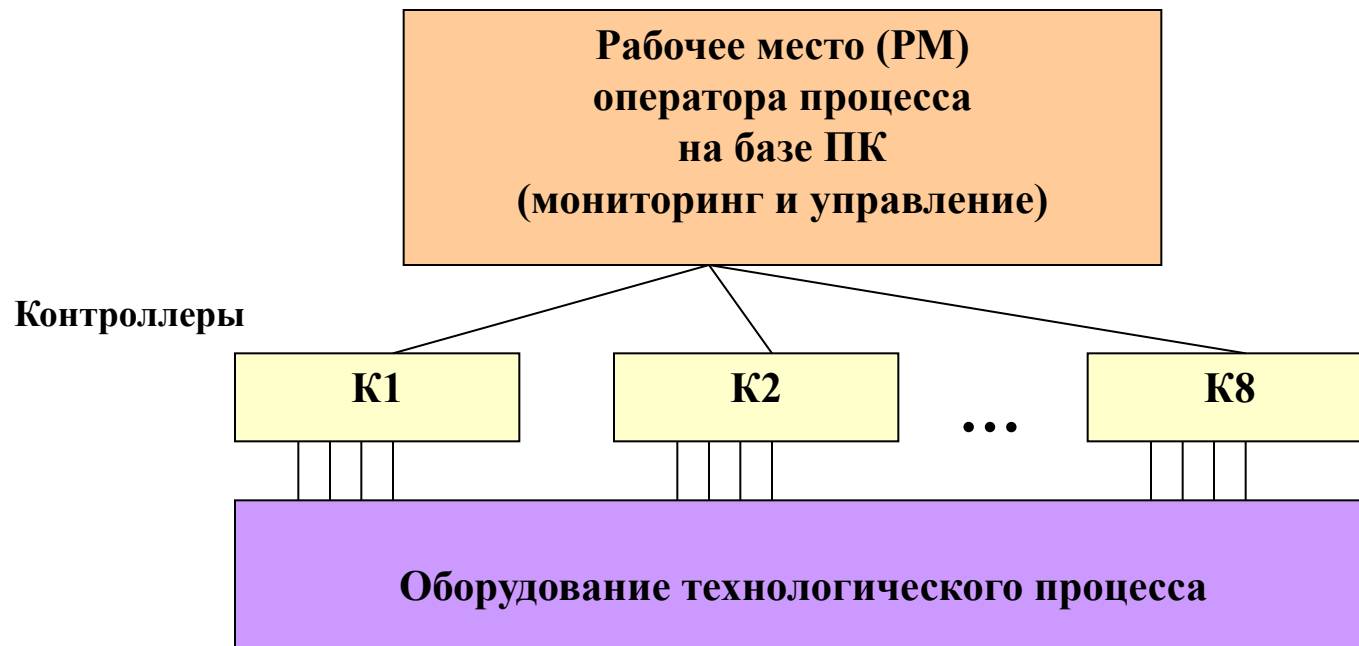 Рабочее место (РМ)
оператора процесса
на базе ПК
(мониторинг и управление)
Контроллеры
К1
К2
...
К8
Оборудование технологического процесса